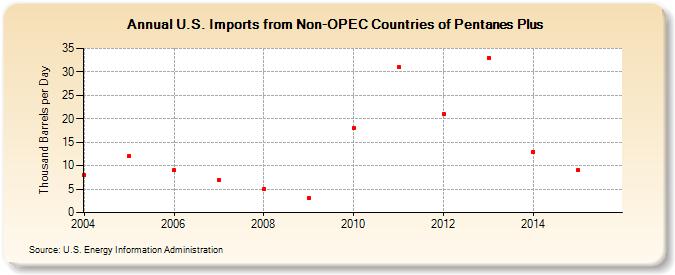 Annual U.S. Imports from Non-OPEC Countries of Pentanes Plus
Thousand Barrels per Day
35
30
25
20
15
10
5
0
2004 2006 2008 2010 2012 2014
Source: U.S. Energy Information Administration